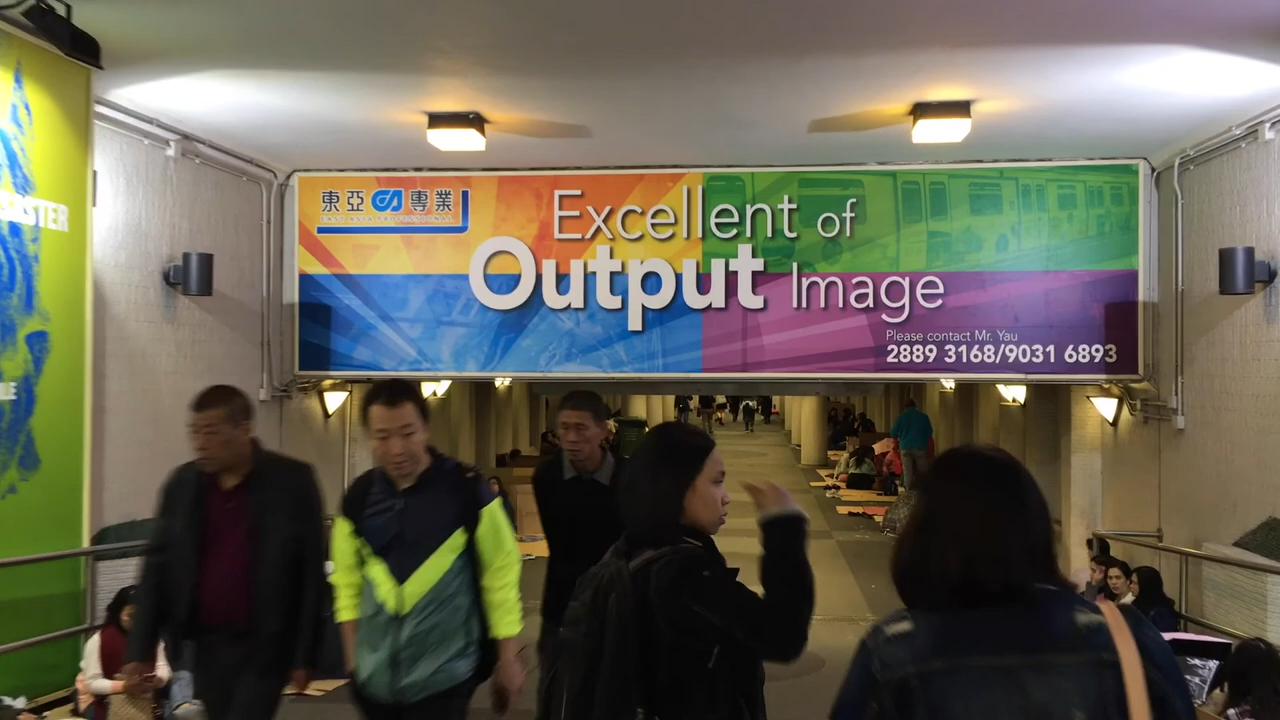 東亞 專業
EAST ASIA PROFESSIONAL
Excellent of
Output Image
Please contact Mr. Yau
2889 3168/9031 6893